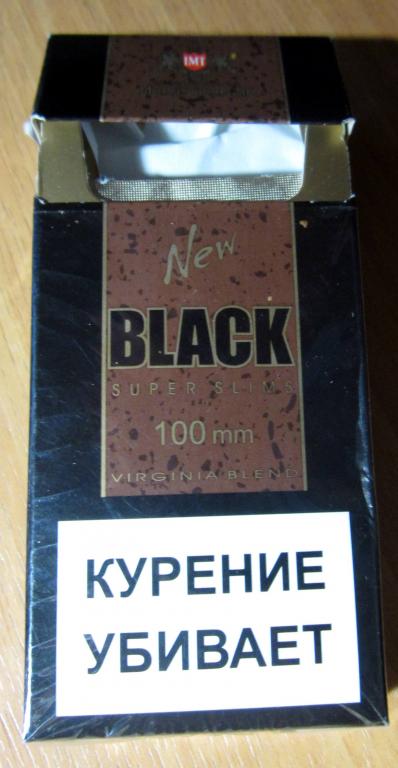 IMT
New
BLACK
SUPER SLIMS
100 mm
VIRGINIA BLEND
КУРЕНИЕ
УБИВАЕТ